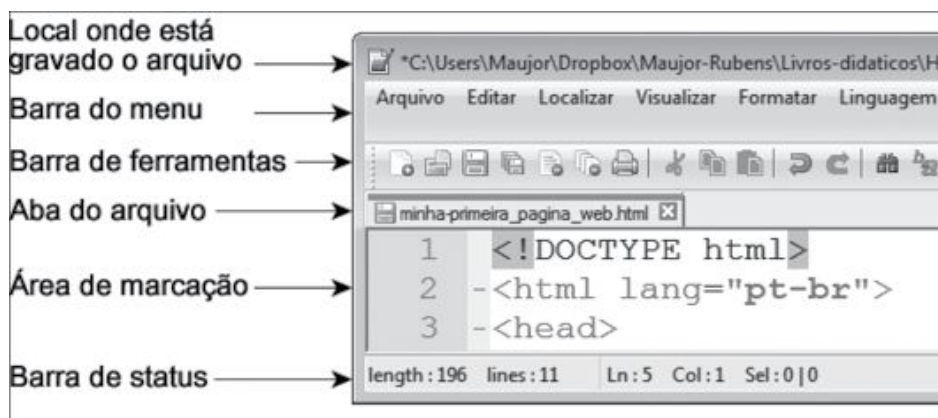 Local onde está
gravado o arquivo
*C:\Users\Maujor\Dropbox\Maujor-Rubens\Livros-didaticos\H
Barra do menu
Arquivo Editar Localizar Visualizar Formatar Linguagem
Barra de ferramentas
Aba do arquivo
minha-primeira_pagina_web.html
Área de marcação
1 <!DOCTYPE html>
2 -<html lang="pt-br">
3 -<head>
Barra de status
length : 196 lines : 11 Ln : 5 Col : 1 Sel : 0 | 0